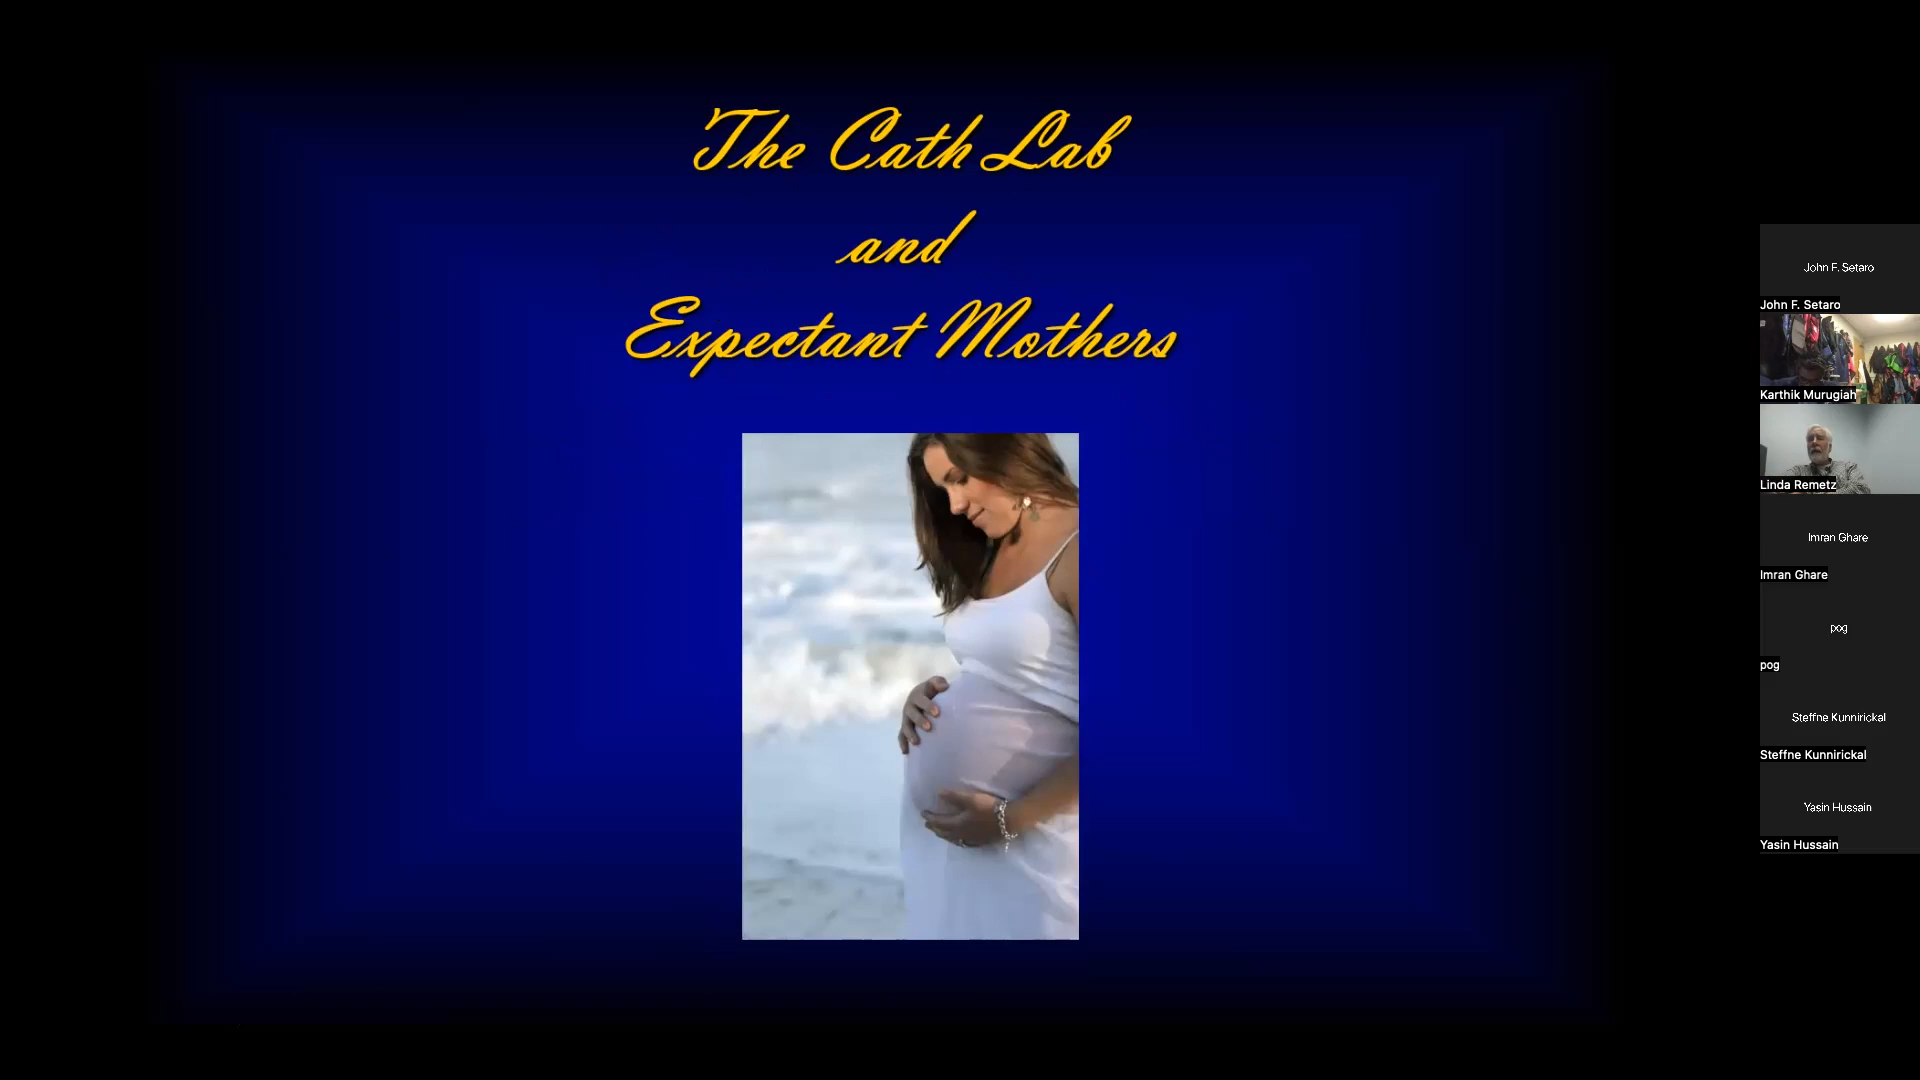 The Cath Lab
and
Expectant Mothers
John F. Setaro
John F. Setaro
Karthik Murugiah
Linda Remetz
Imran Ghare
Imran Ghare
pog
pog
Steffne Kunnirickal
Steffne Kunnirickal
Yasin Hussain
Yasin Hussain